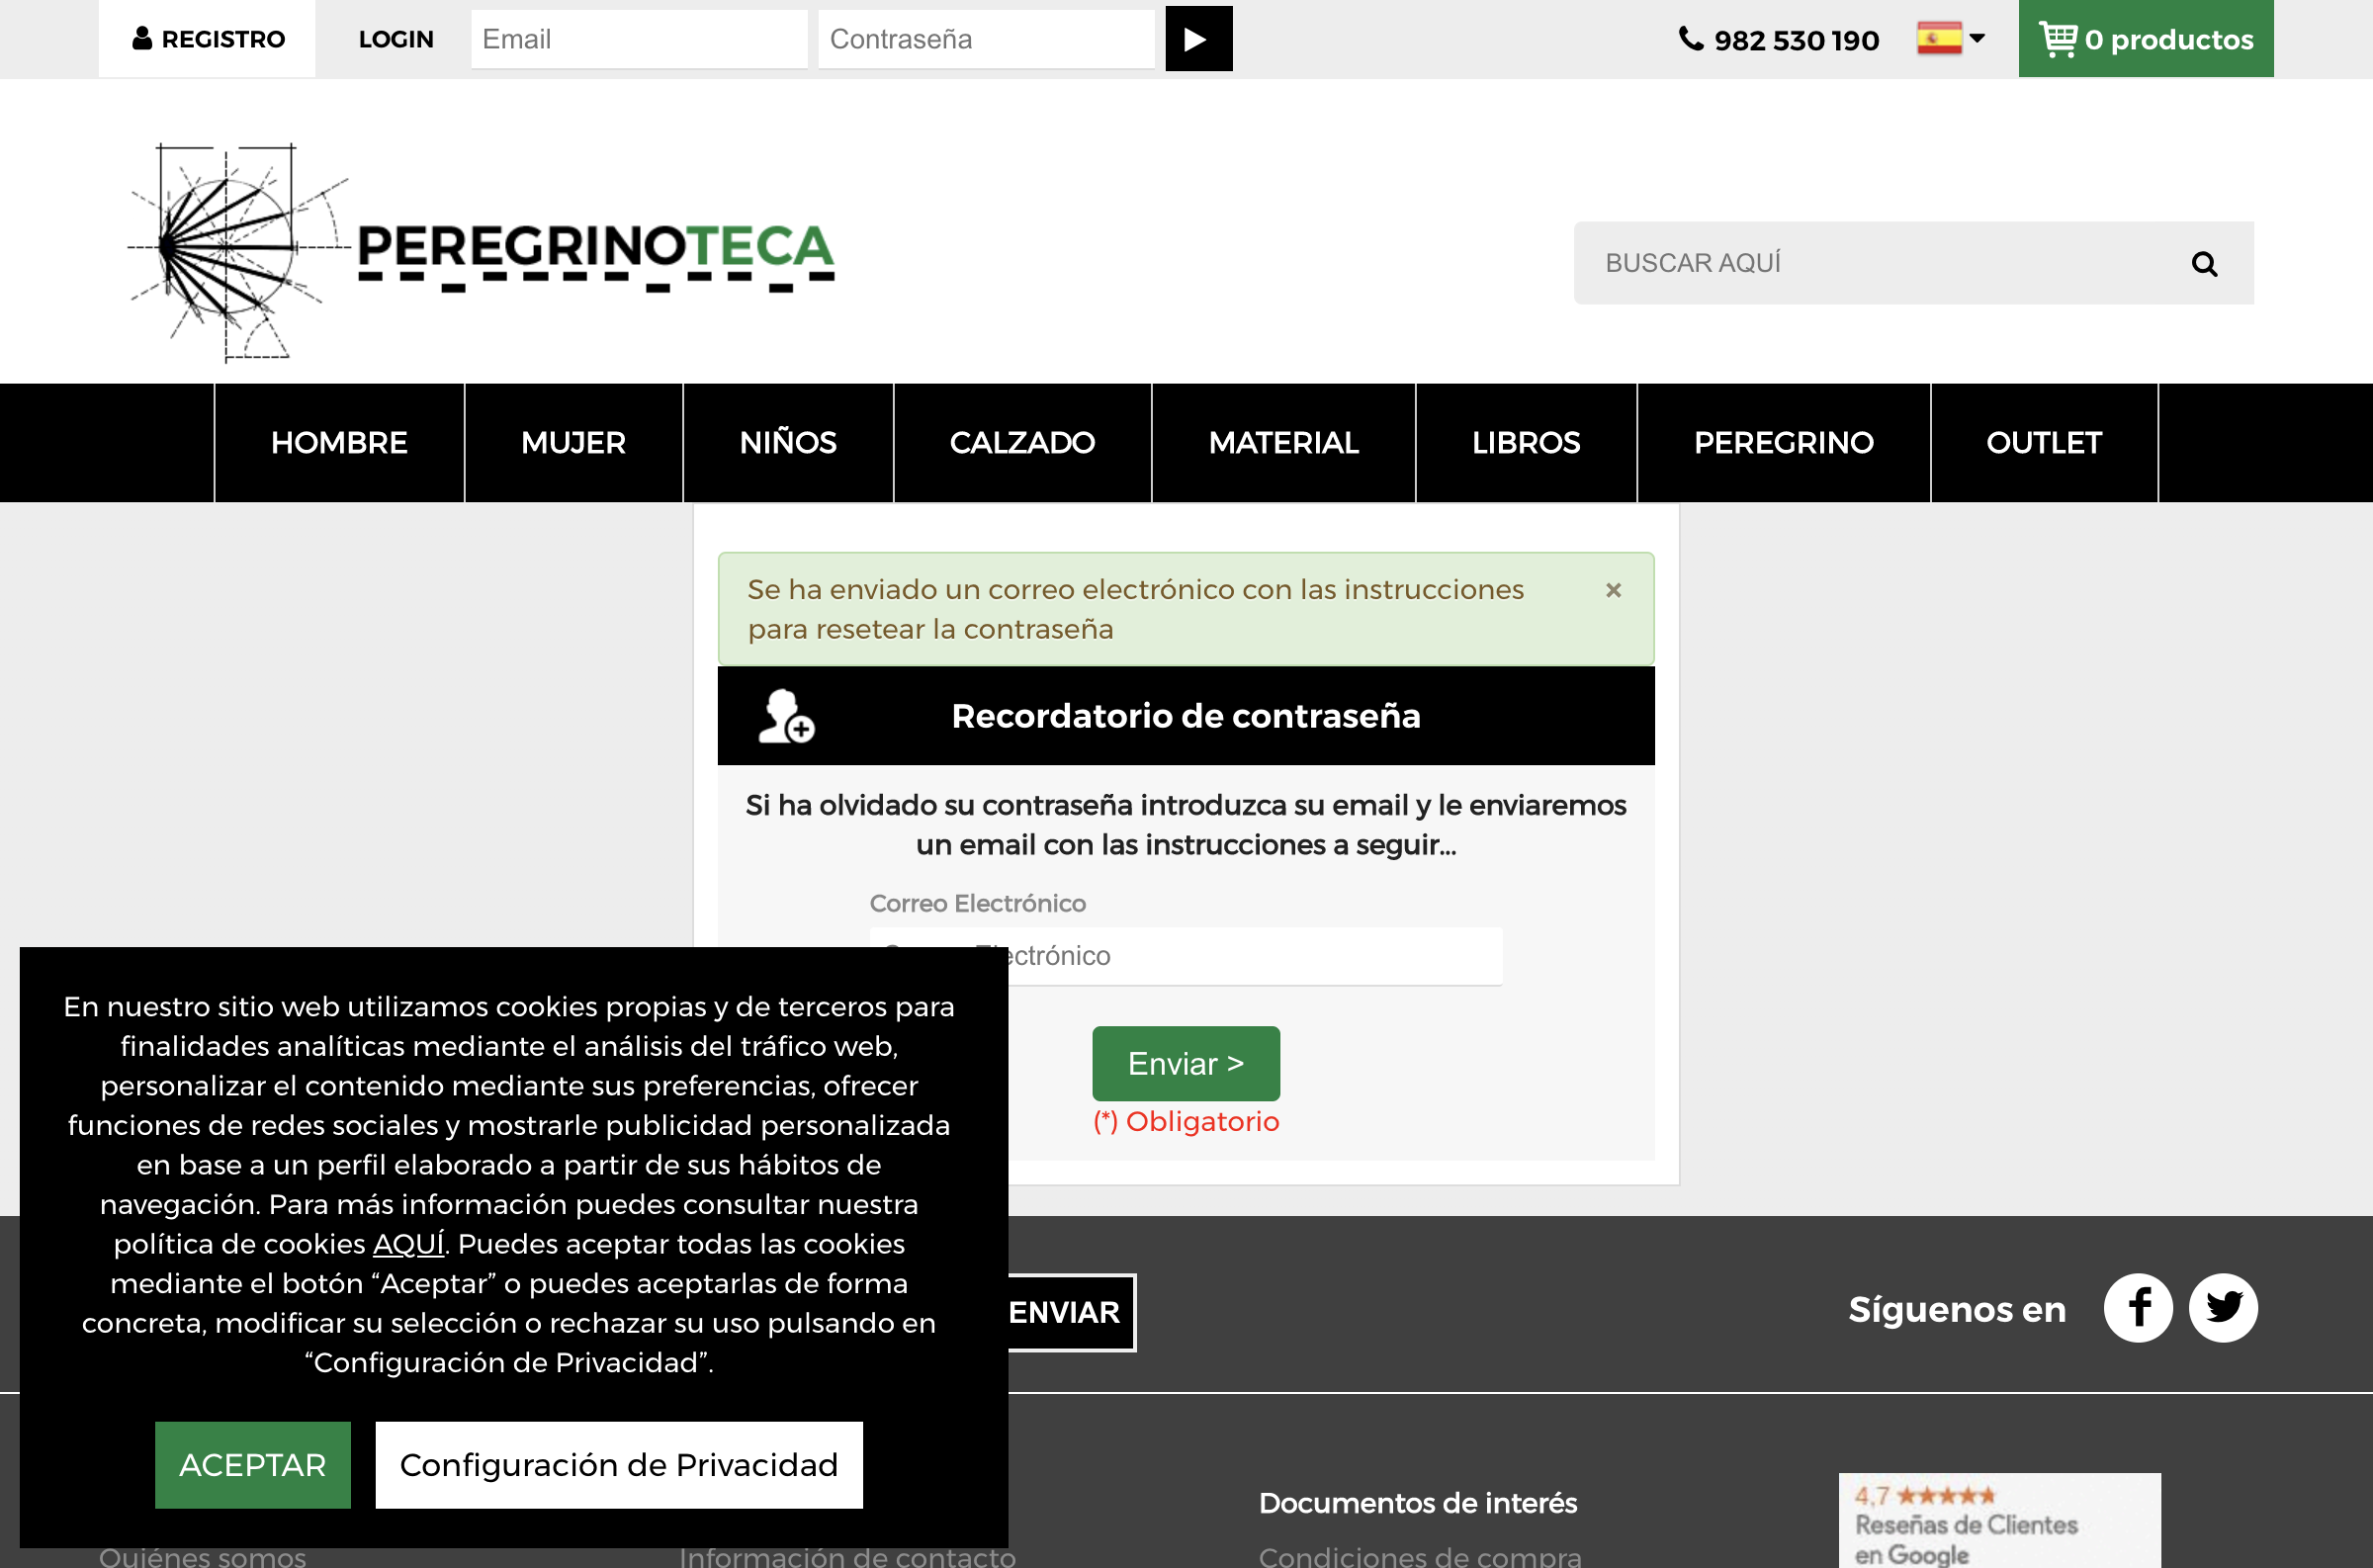 REGISTRO
LOGIN
Email
Contraseña
982 530 190
0 productos
PEREGRINOTECA
BUSCAR AQUÍ
HOMBRE
MUJER
NIÑOS
CALZADO
MATERIAL
LIBROS
PEREGRINO
OUTLET
Se ha enviado un correo electrónico con las instrucciones
para resetear la contraseña
×
Recordatorio de contraseña
Si ha olvidado su contraseña introduzca su email y le enviaremos
un email con las instrucciones a seguir...
Correo Electrónico
Electrónico
Enviar >
(*) Obligatorio
En nuestro sitio web utilizamos cookies propias y de terceros para
finalidades analíticas mediante el análisis del tráfico web,
personalizar el contenido mediante sus preferencias, ofrecer
funciones de redes sociales y mostrarle publicidad personalizada
en base a un perfil elaborado a partir de sus hábitos de
navegación. Para más información puedes consultar nuestra
política de cookies AQUÍ. Puedes aceptar todas las cookies
mediante el botón “Aceptar” o puedes aceptarlas de forma
concreta, modificar su selección o rechazar su uso pulsando en
“Configuración de Privacidad”.
ACEPTAR
Configuración de Privacidad
ENVIAR
Síguenos en
Documentos de interés
Quiénes somos
Información de contacto
Condiciones de compra
4,7
Reseñas de Clientes
en Google